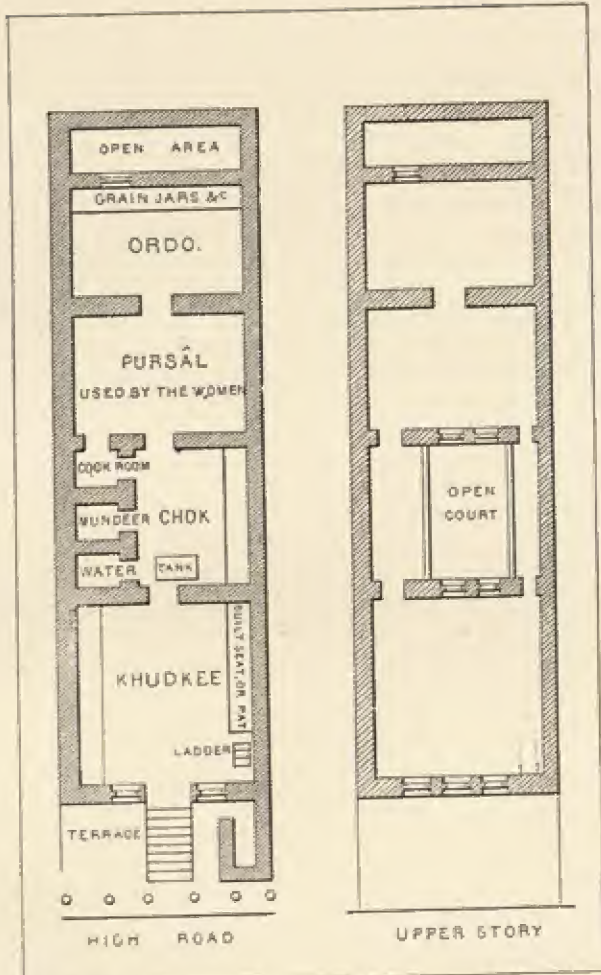 OPEN AREA
GRAIN JARS &c
ORDO.
PURSÂL
USED BY THE WOMEN
COOK ROOM
MUNDEER
CHOK
WATER
TANK
KHUDKEE
BUILT SEAT, OR PAT
LADDER
TERRACE
HIGH ROAD
OPEN
COURT
UPPER STORY